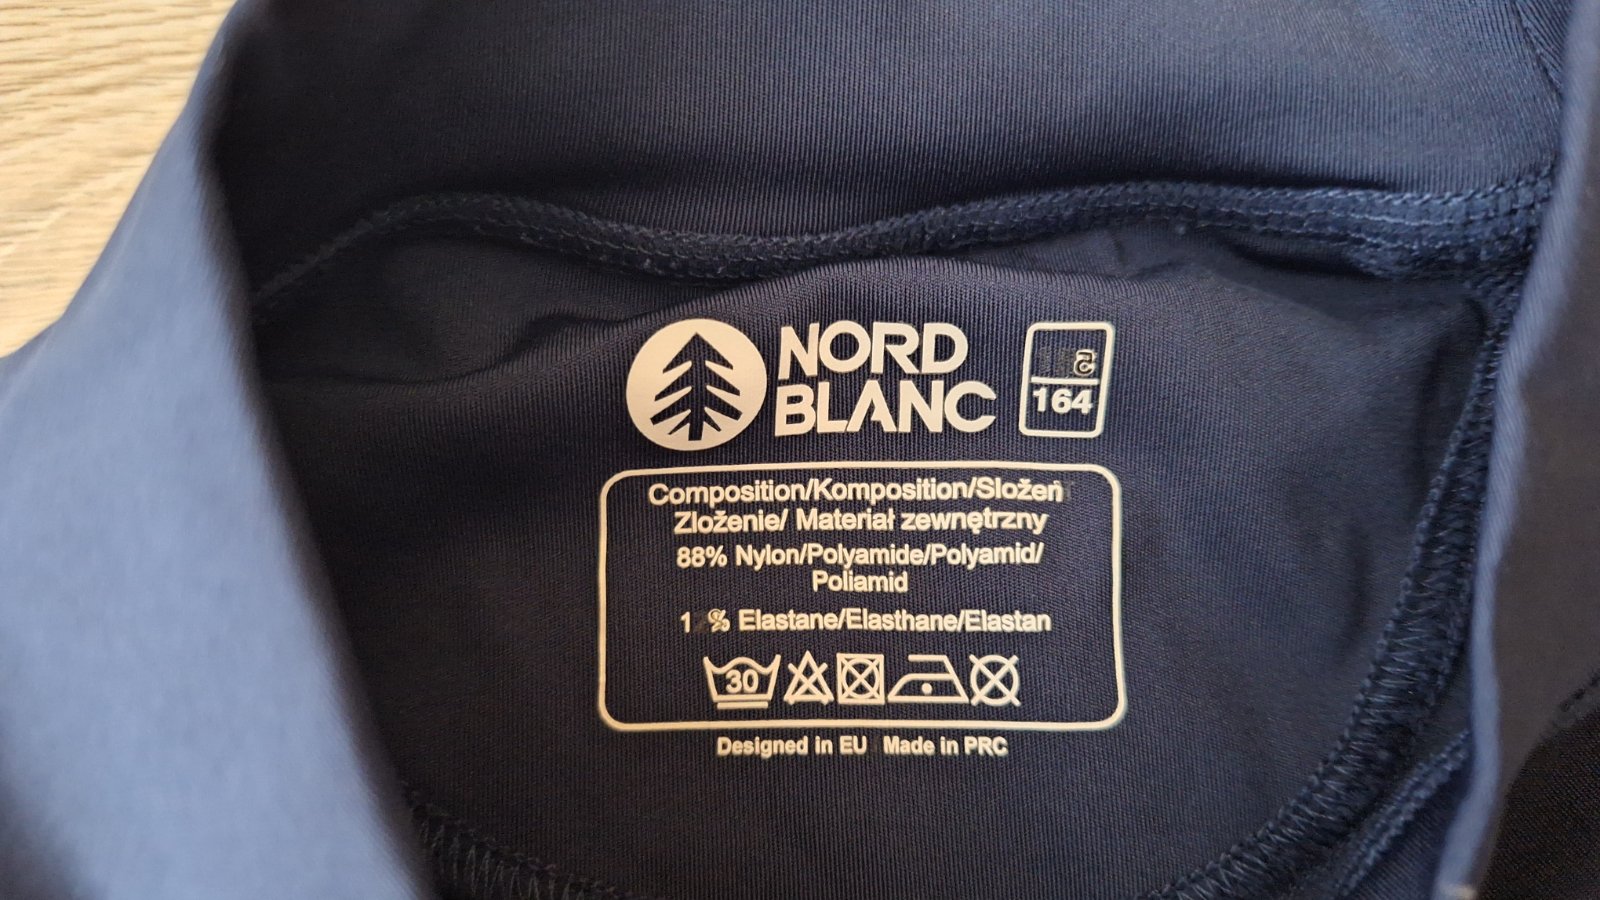 NORD
BLANC
164
Composition/Komposition/Složen
Zloženie/ Materiał zewnętrzny
88% Nylon/Polyamide/Polyamid/
Poliamid
Elastane/Elasthane/Elastan
30
Designed in EU Made in PRC